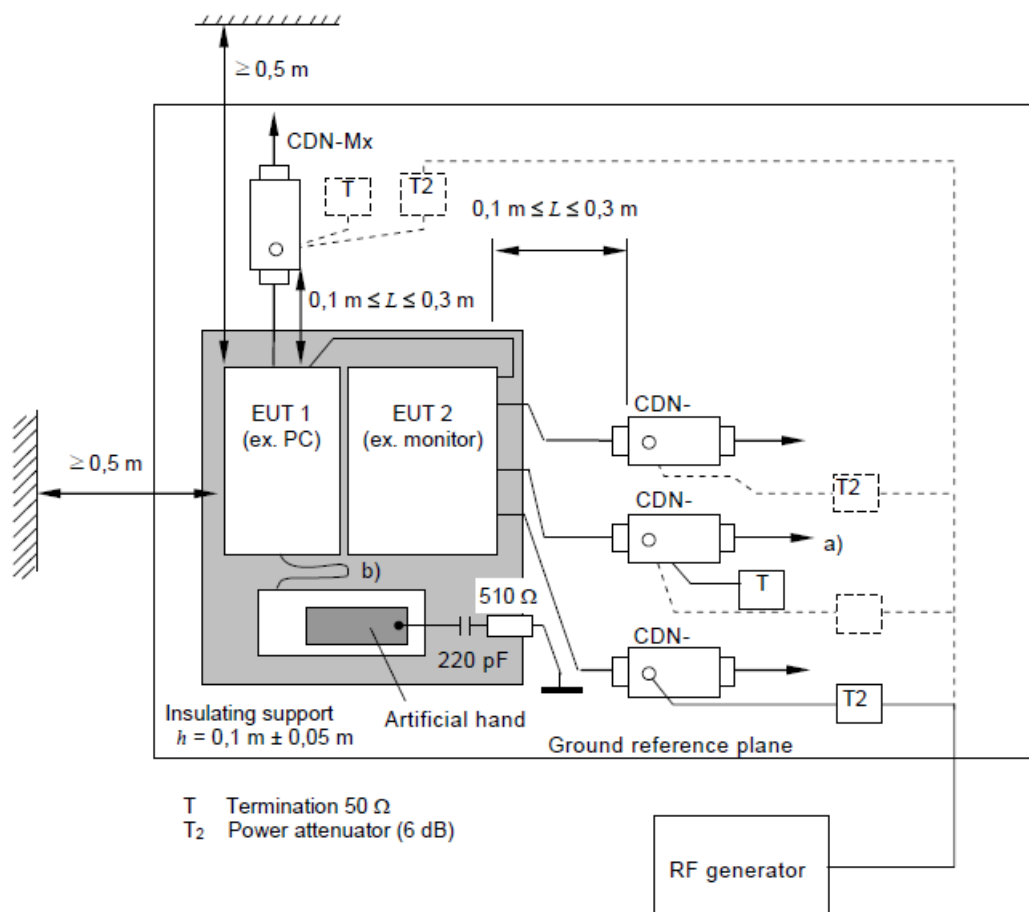 ≥ 0,5 m
CDN-Mx
T
T2
0,1 m ≤ L ≤ 0,3 m
0,1 m ≤ L ≤ 0,3 m
EUT 1
(ex. PC)
EUT 2
(ex. monitor)
CDN-
≥ 0,5 m
T2
CDN-
a)
b)
T
510 Ω
CDN-
220 pF
T2
Insulating support
h = 0,1 m ± 0,05 m
Artificial hand
Ground reference plane
T Termination 50 Ω
T₂ Power attenuator (6 dB)
RF generator